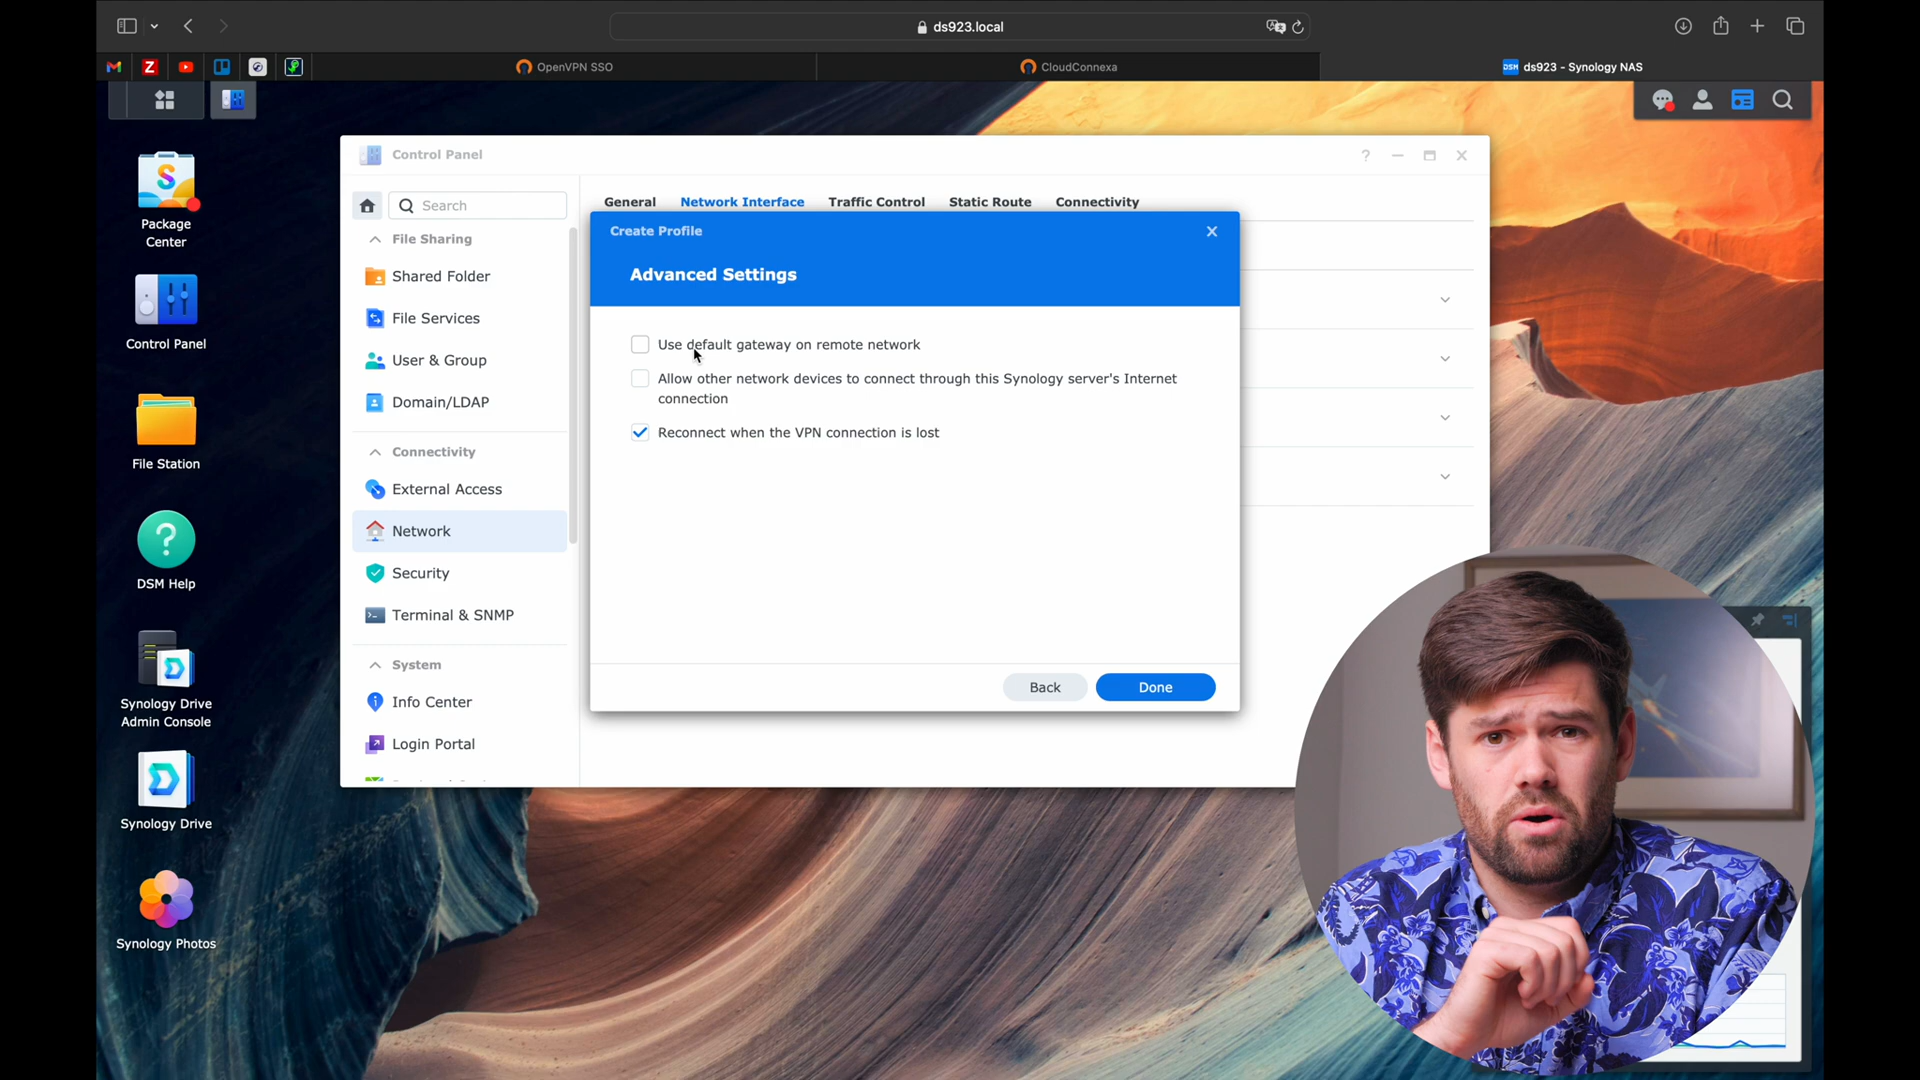 ds923.local
OpenVPN SSO
CloudConnexa
DSM ds923 - Synology NAS
Package
Center
Control Panel
File Station
DSM Help
Synology Drive
Admin Console
Synology Drive
Synology Photos
Control Panel
Search
File Sharing
Shared Folder
File Services
User & Group
Domain/LDAP
Connectivity
External Access
Network
Security
Terminal & SNMP
System
Info Center
Login Portal
General
Network Interface
Traffic Control
Static Route
Connectivity
Create Profile
Advanced Settings
Use default gateway on remote network
Allow other network devices to connect through this Synology server's Internet
connection
Reconnect when the VPN connection is lost
Back
Done